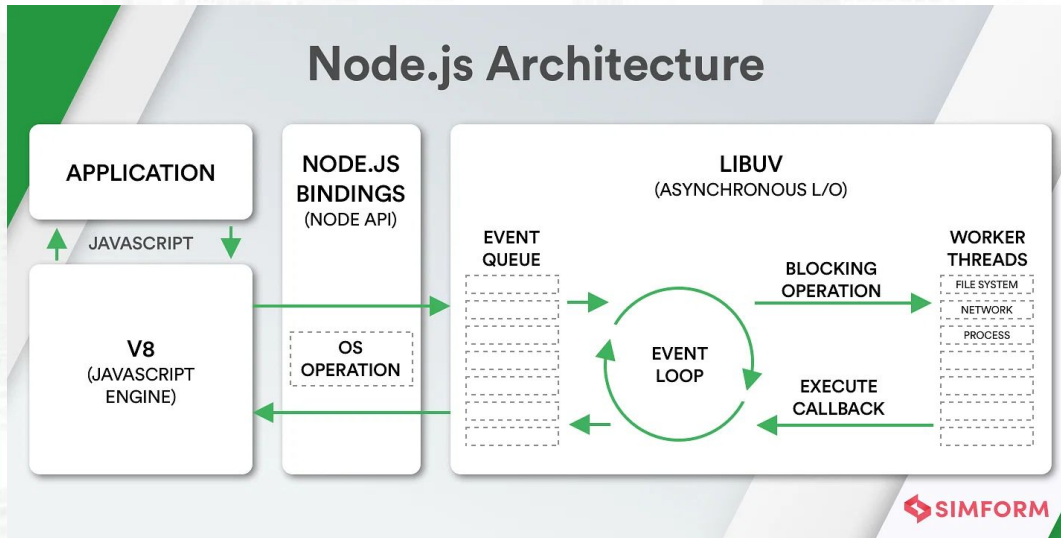 Node.js Architecture
APPLICATION
JAVASCRIPT
V8
(JAVASCRIPT
ENGINE)
NODE.JS
BINDINGS
(NODE API)
OS
OPERATION
LIBUV
(ASYNCHRONOUS L/O)
EVENT
QUEUE
EVENT
LOOP
BLOCKING
OPERATION
EXECUTE
CALLBACK
WORKER
THREADS
FILE SYSTEM
NETWORK
PROCESS
SIMFORM